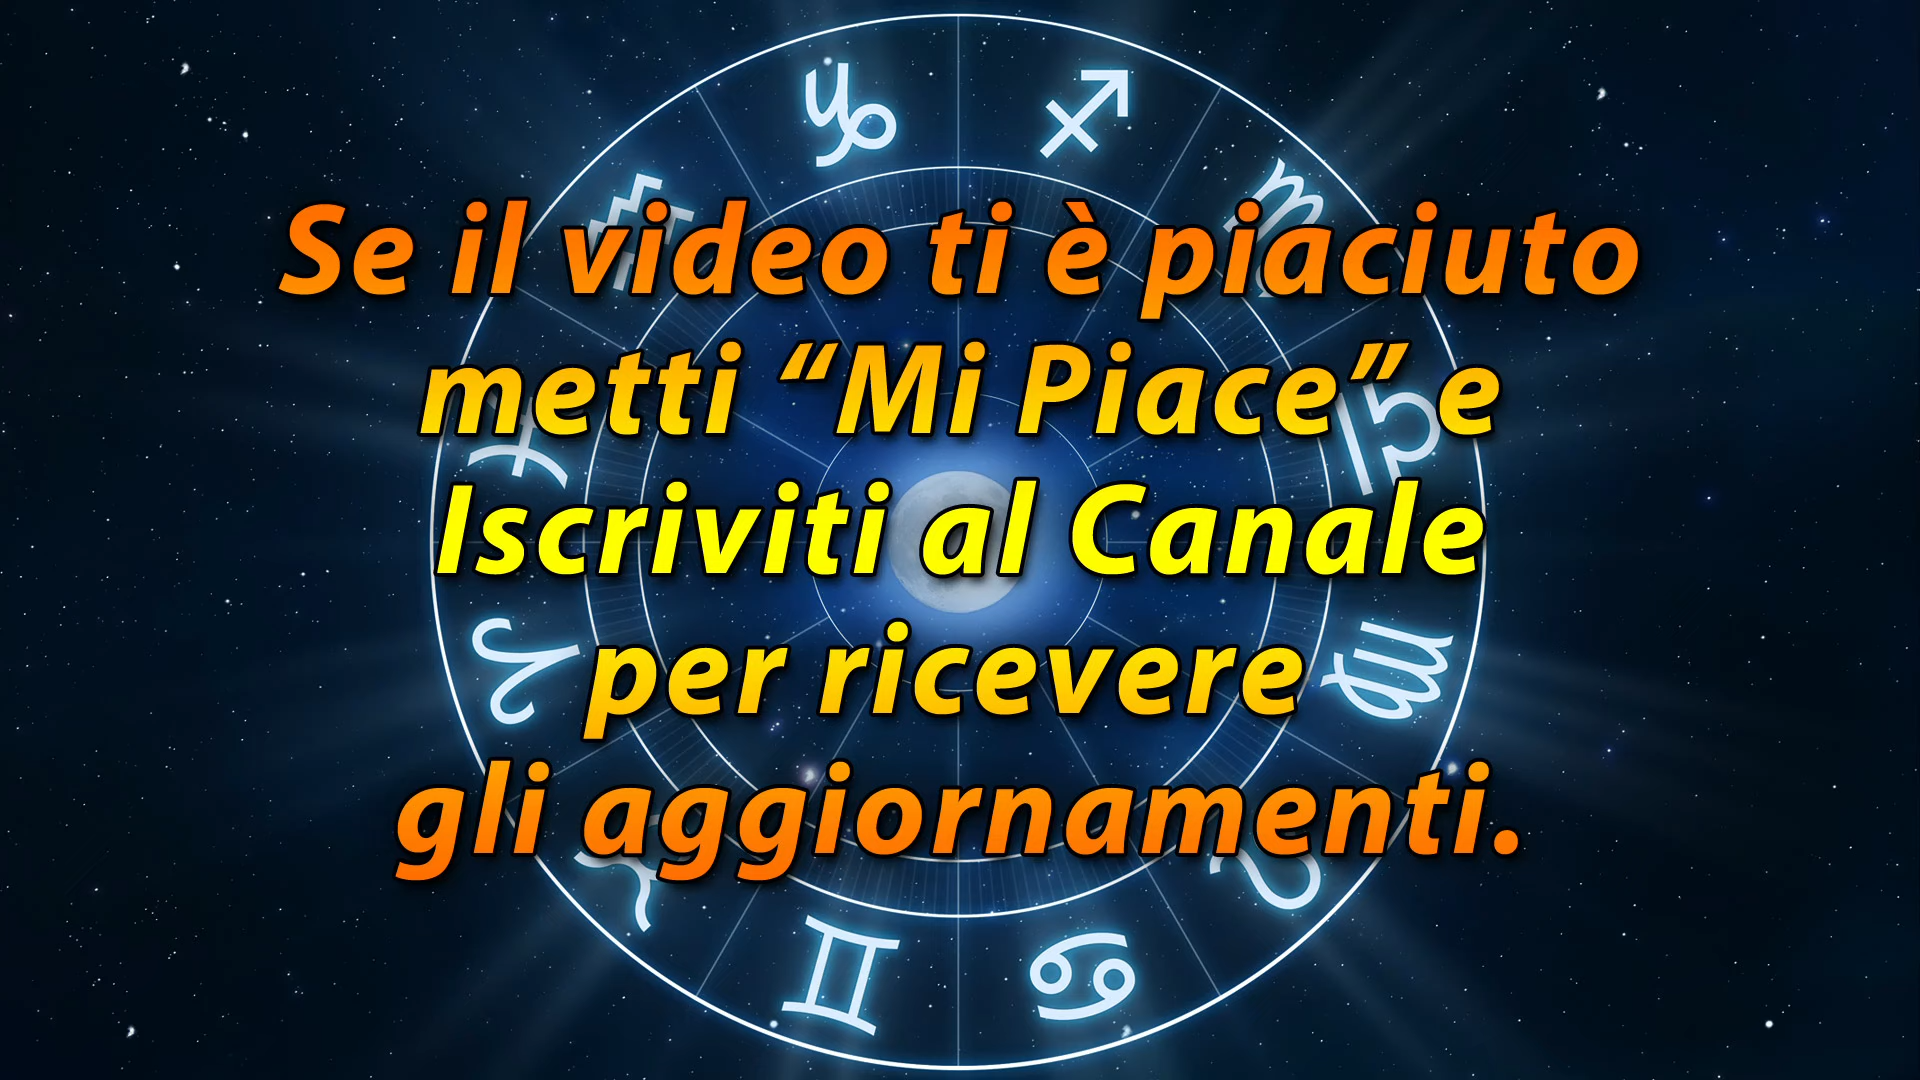 Se il video ti è piaciuto
metti “Mi Piace” e
Iscriviti al Canale
per ricevere
gli aggiornamenti.